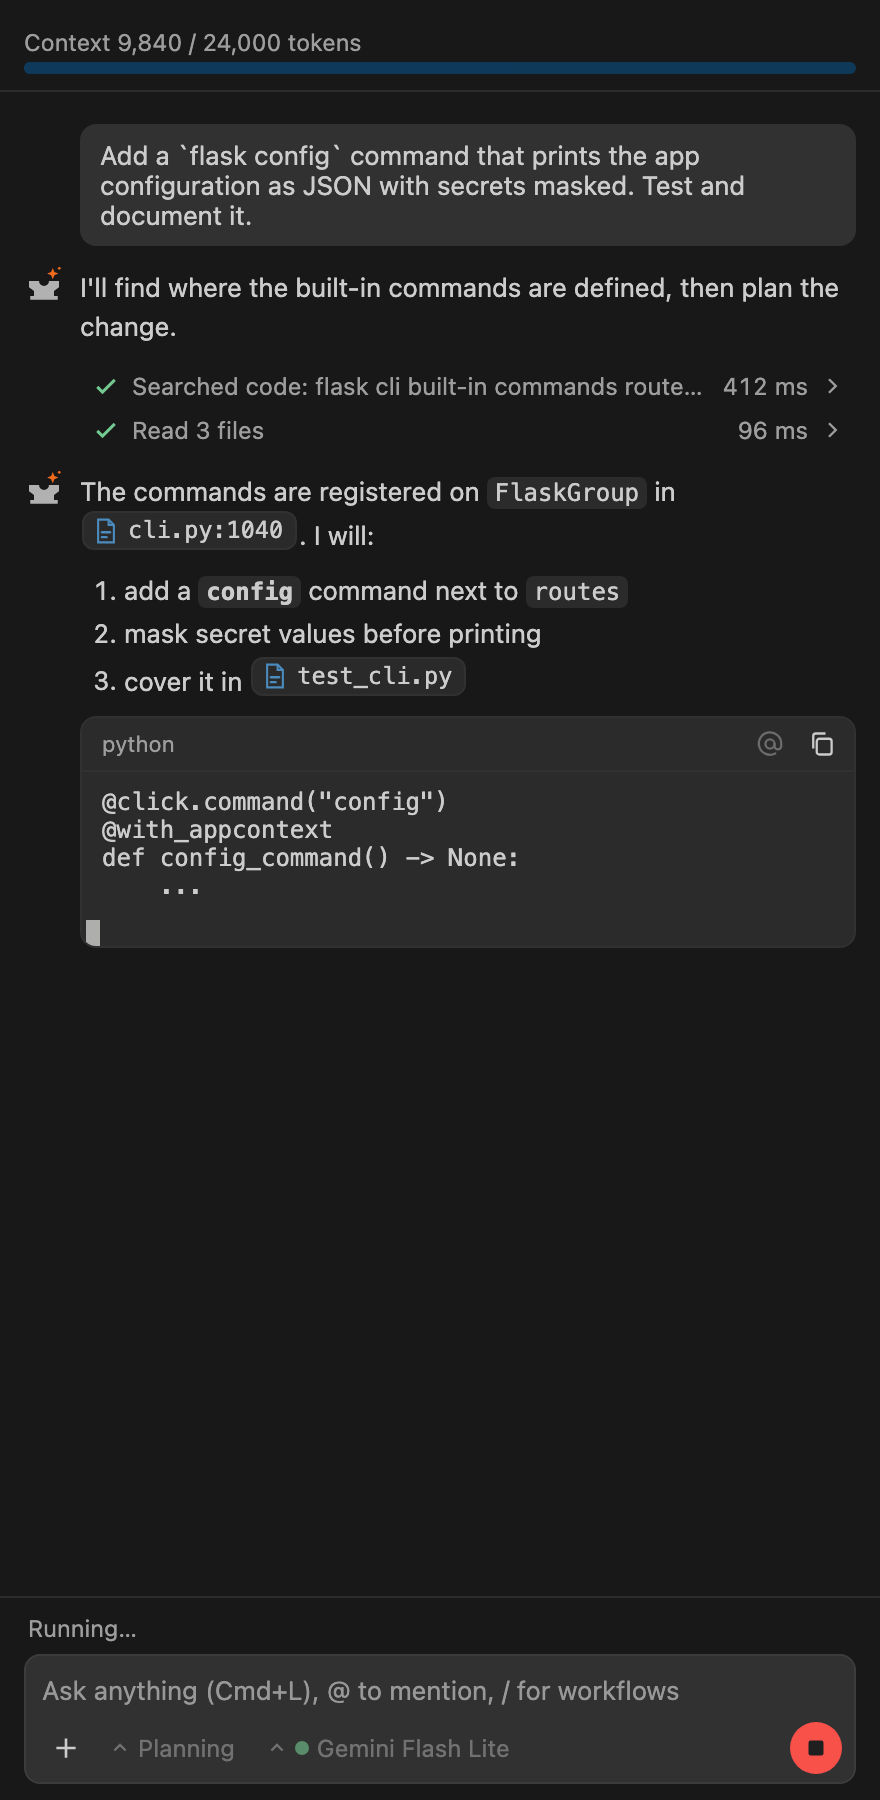 Context 9,840 / 24,000 tokens
Add a `flask config` command that prints the app
configuration as JSON with secrets masked. Test and
document it.
I'll find where the built-in commands are defined, then plan the
change.
Searched code: flask cli built-in commands route... 412 ms
Read 3 files 96 ms
The commands are registered on FlaskGroup in
cli.py:1040 . I will:
1. add a config command next to routes
2. mask secret values before printing
3. cover it in test_cli.py
python
@click.command("config")
@with_appcontext
def config_command() -> None:
    ...
Running...
Ask anything (Cmd+L), @ to mention, / for workflows
Planning Gemini Flash Lite